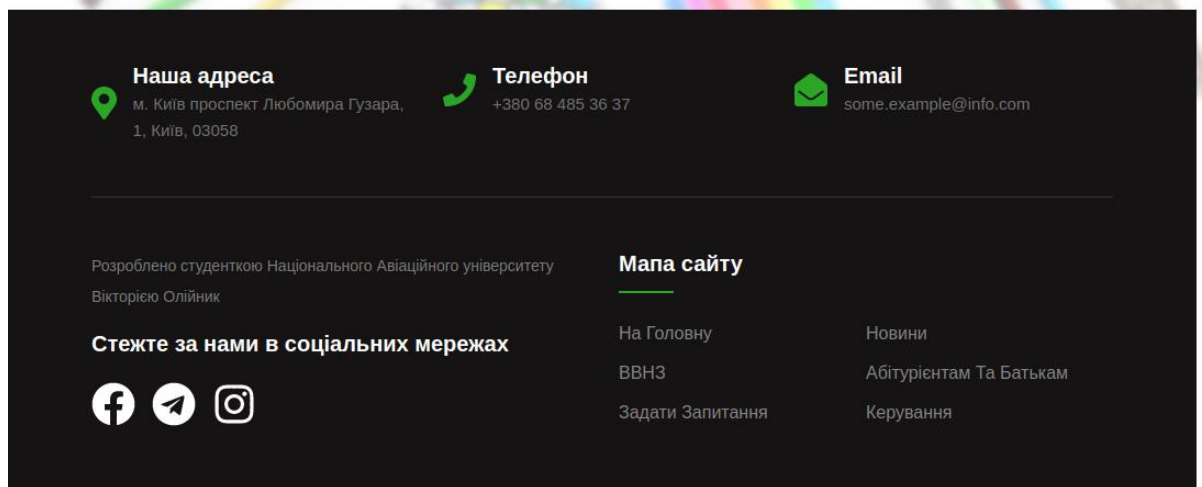 Наша адреса
м. Київ проспект Любомира Гузара,
1, Київ, 03058
Телефон
+380 68 485 36 37
Email
some.example@info.com
Розроблено студенткою Національного Авіаційного університету
Вікторією Олійник
Стежте за нами в соціальних мережах
Мапа сайту
На Головну
Новини
ВВНЗ
Абітурієнтам Та Батькам
Задати Запитання
Керування